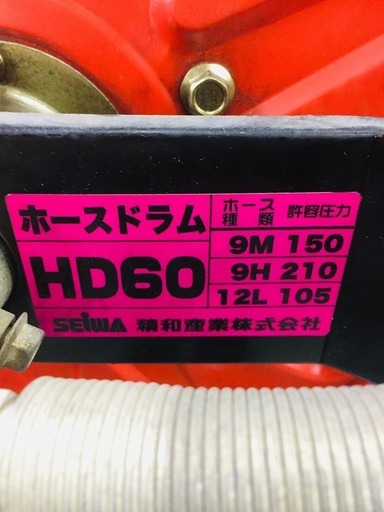 ホースドラム
HD60
ホース種類 許容圧力
9M 150
9H 210
12L 105
SEIWA 精和産業株式会社